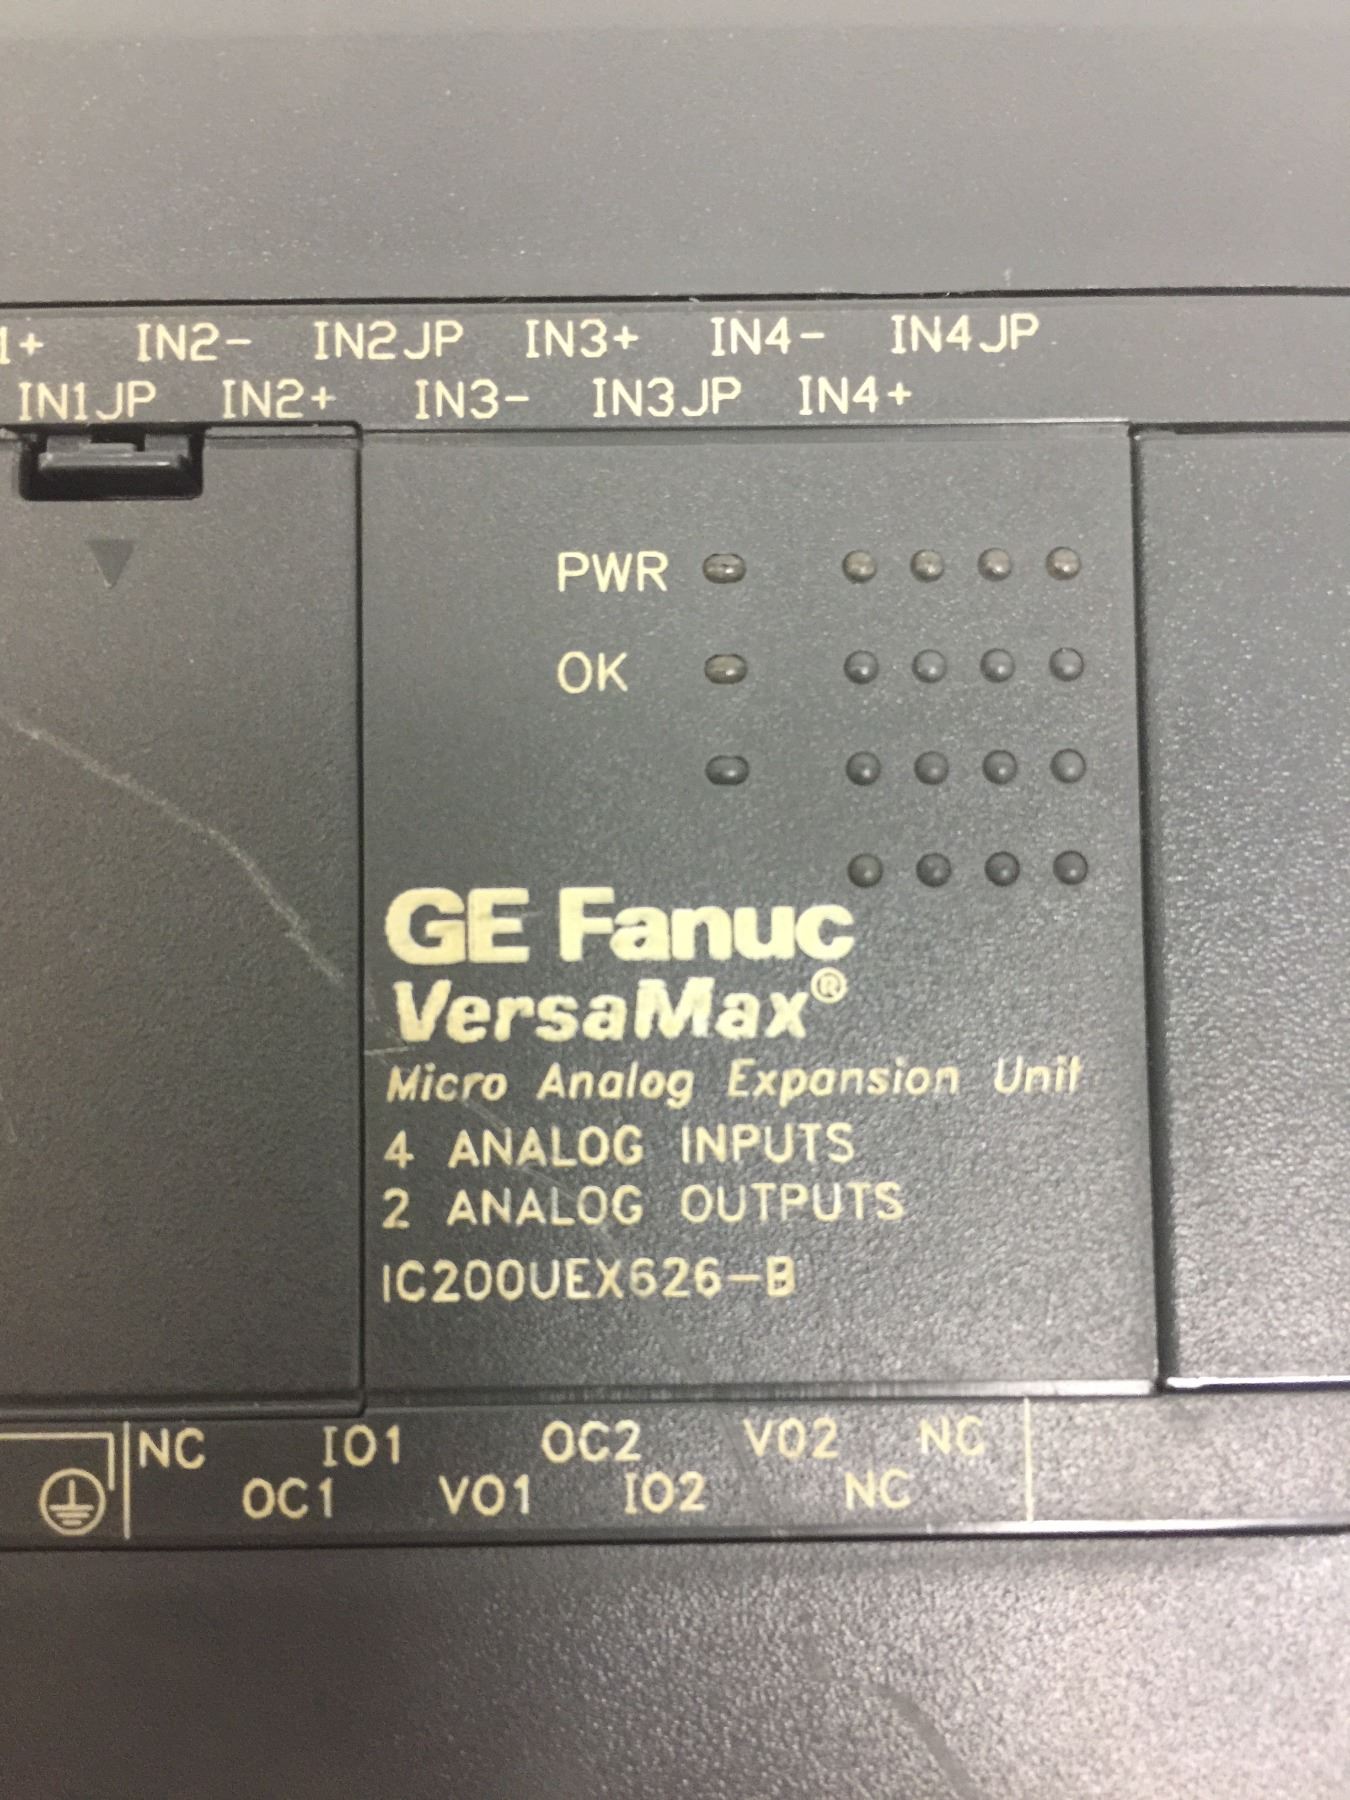 1+ IN2- IN2JP IN3+ IN4- IN4JP
IN1JP IN2+ IN3- IN3JP IN4+
PWR
OK
GE Fanuc
VersaMax®
Micro Analog Expansion Unit
4 ANALOG INPUTS
2 ANALOG OUTPUTS
IC200UEX626-B
NC IO1 OC2 VO2 NC
OC1 VO1 IO2 NC